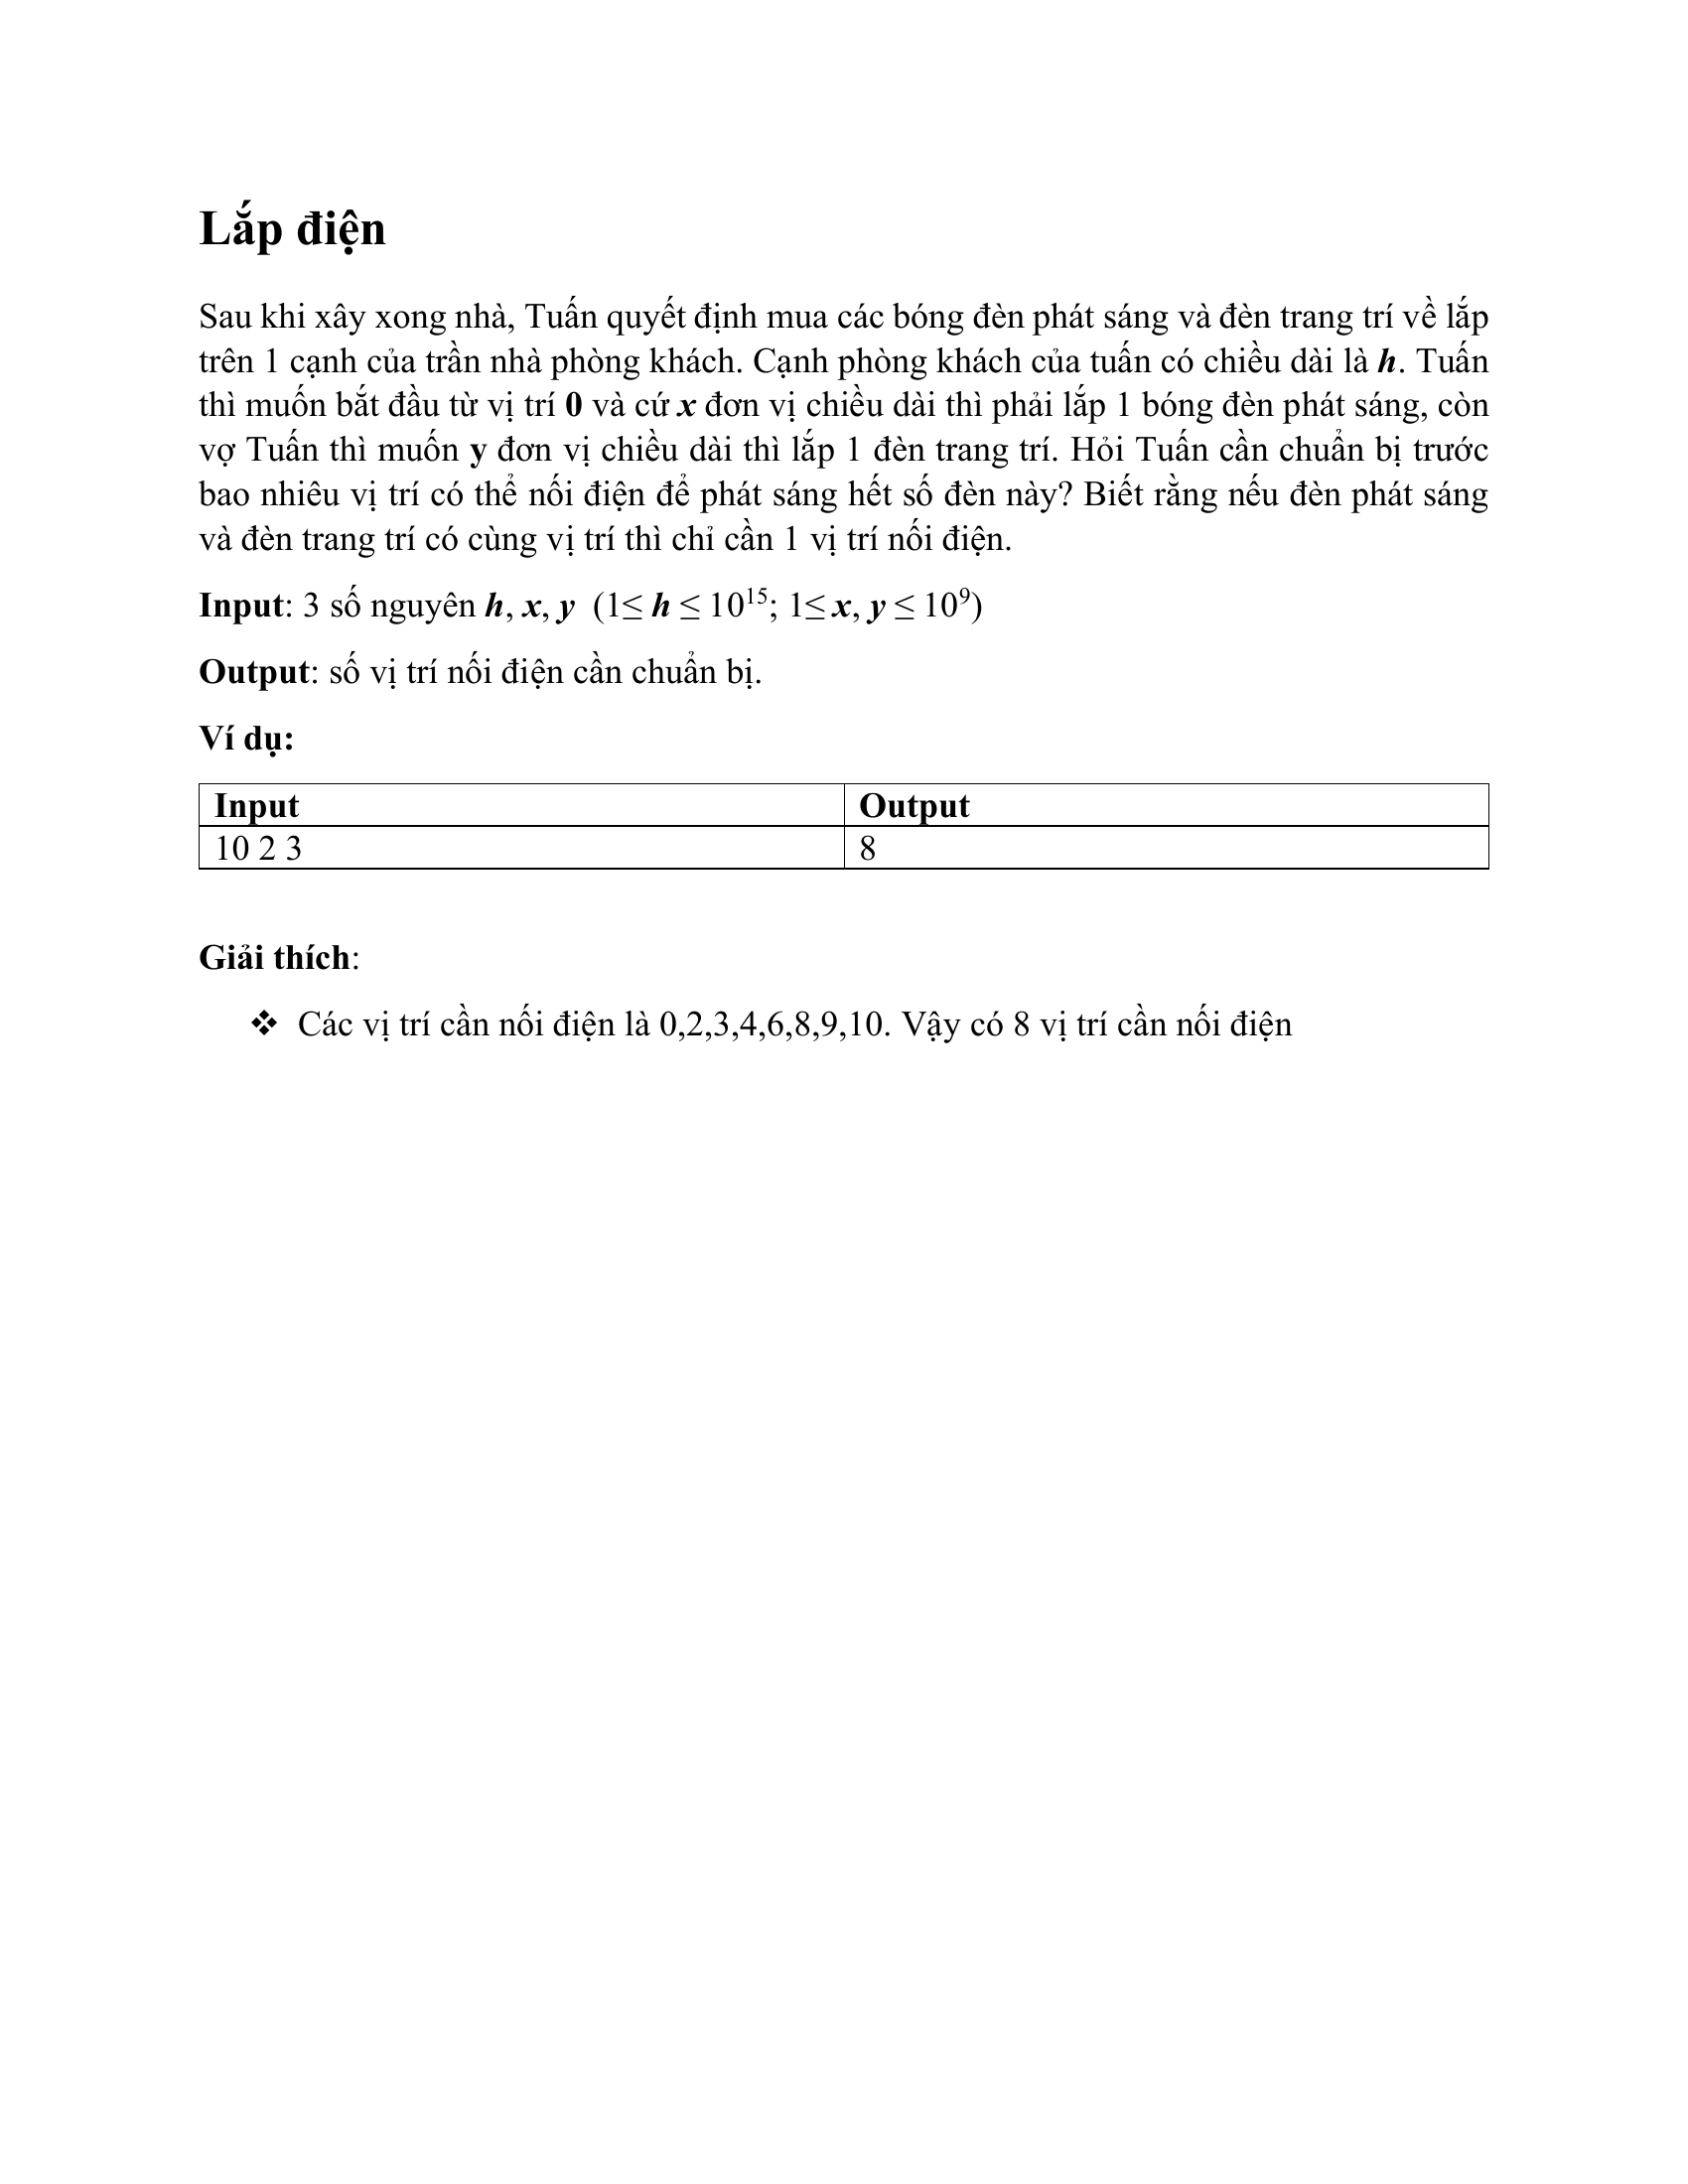 Lắp điện
Sau khi xây xong nhà, Tuấn quyết định mua các bóng đèn phát sáng và đèn trang trí về lắp
trên 1 cạnh của trần nhà phòng khách. Cạnh phòng khách của tuấn có chiều dài là h. Tuấn
thì muốn bắt đầu từ vị trí 0 và cứ x đơn vị chiều dài thì phải lắp 1 bóng đèn phát sáng, còn
vợ Tuấn thì muốn y đơn vị chiều dài thì lắp 1 đèn trang trí. Hỏi Tuấn cần chuẩn bị trước
bao nhiêu vị trí có thể nối điện để phát sáng hết số đèn này? Biết rằng nếu đèn phát sáng
và đèn trang trí có cùng vị trí thì chỉ cần 1 vị trí nối điện.
Input: 3 số nguyên h, x, y (1≤ h ≤ 10¹⁵; 1≤ x, y ≤ 10⁹)
Output: số vị trí nối điện cần chuẩn bị.
Ví dụ:
Input Output
10 2 3 8
Giải thích:
❖ Các vị trí cần nối điện là 0,2,3,4,6,8,9,10. Vậy có 8 vị trí cần nối điện